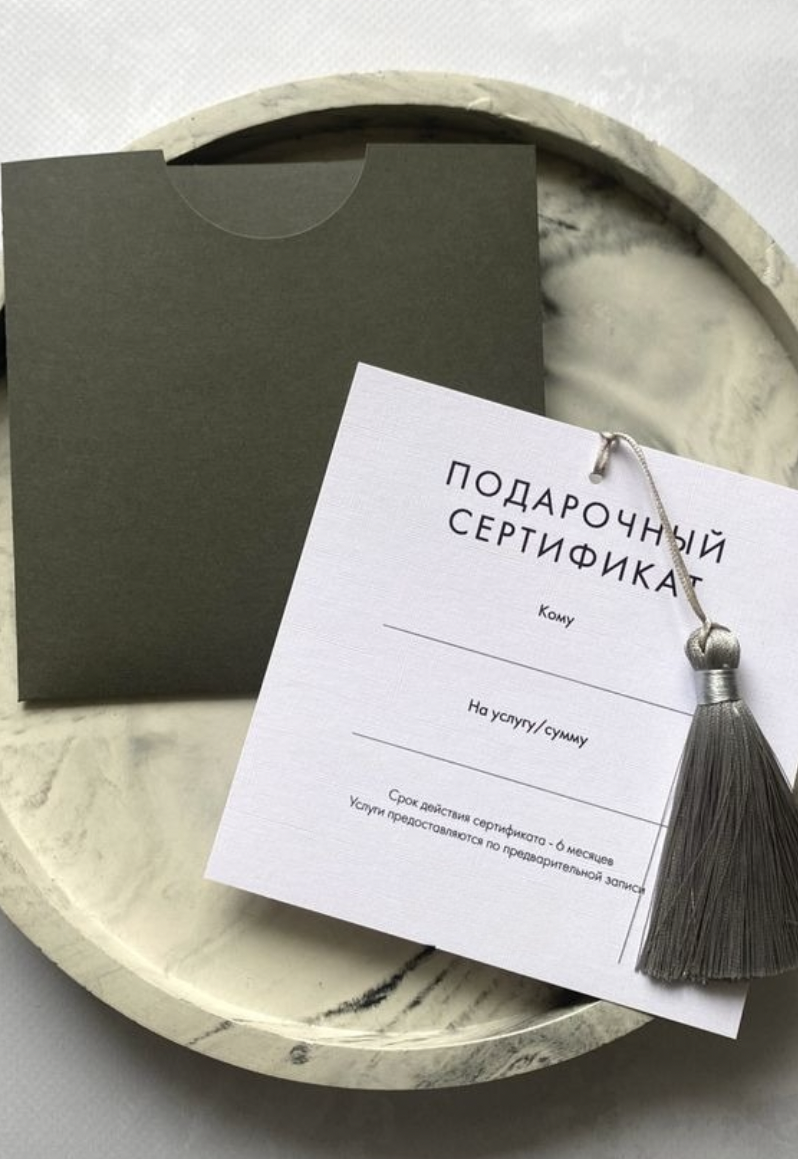 ПОДАРОЧНЫЙ
СЕРТИФИКАТ
Кому
На услугу/сумму
Срок действия сертификата - 6 месяцев
Услуги предоставляются по предварительной записи